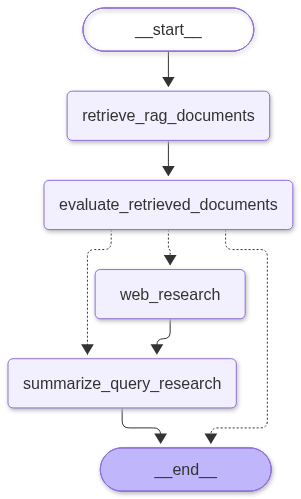 __start__
retrieve_rag_documents
evaluate_retrieved_documents
web_research
summarize_query_research
__end__